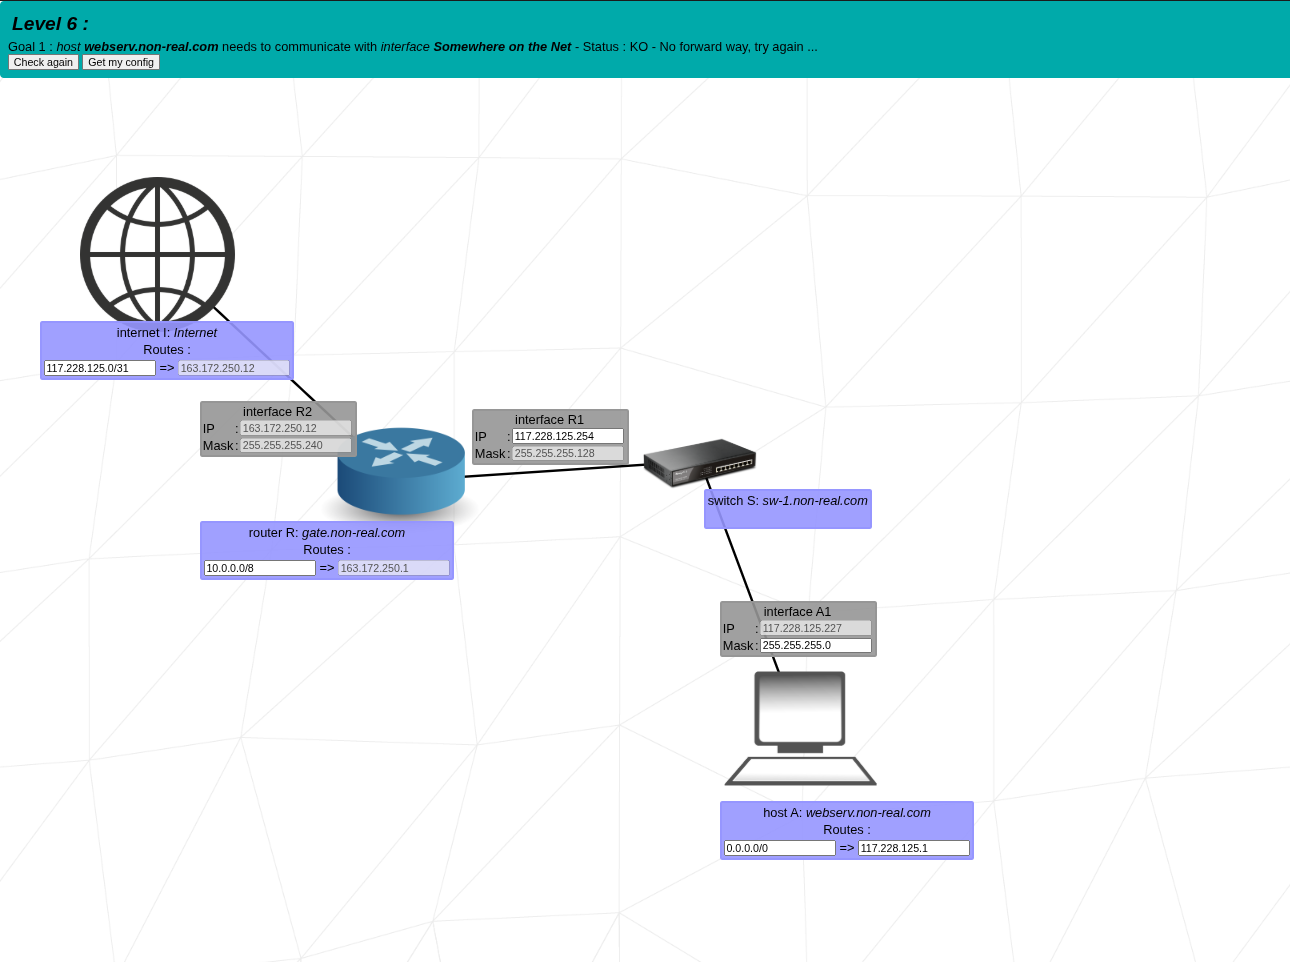 Level 6 :
Goal 1 : host webserv.non-real.com needs to communicate with interface Somewhere on the Net - Status : KO - No forward way, try again ...
Check again Get my config
internet I: Internet
Routes :
117.228.125.0/31 => 163.172.250.12
interface R2
IP : 163.172.250.12
Mask : 255.255.255.240
interface R1
IP : 117.228.125.254
Mask : 255.255.255.128
switch S: sw-1.non-real.com
router R: gate.non-real.com
Routes :
10.0.0.0/8 => 163.172.250.1
interface A1
IP : 117.228.125.227
Mask : 255.255.255.0
host A: webserv.non-real.com
Routes :
0.0.0.0/0 => 117.228.125.1